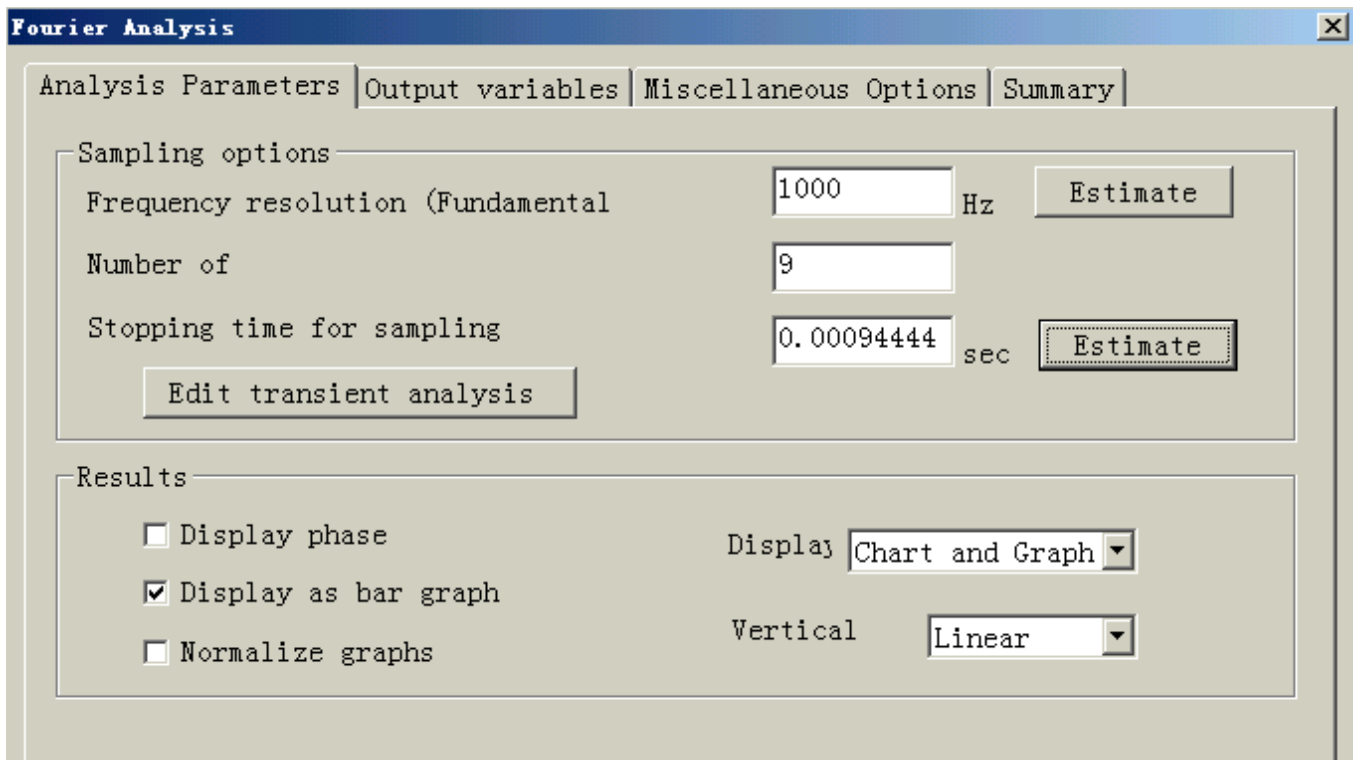 Fourier Analysis
Analysis Parameters Output variables Miscellaneous Options Summary
Sampling options
Frequency resolution (Fundamental 1000 Hz Estimate
Number of 9
Stopping time for sampling 0.00094444 sec Estimate
Edit transient analysis
Results
Display phase
Display Chart and Graph
Display as bar graph
Vertical Linear
Normalize graphs